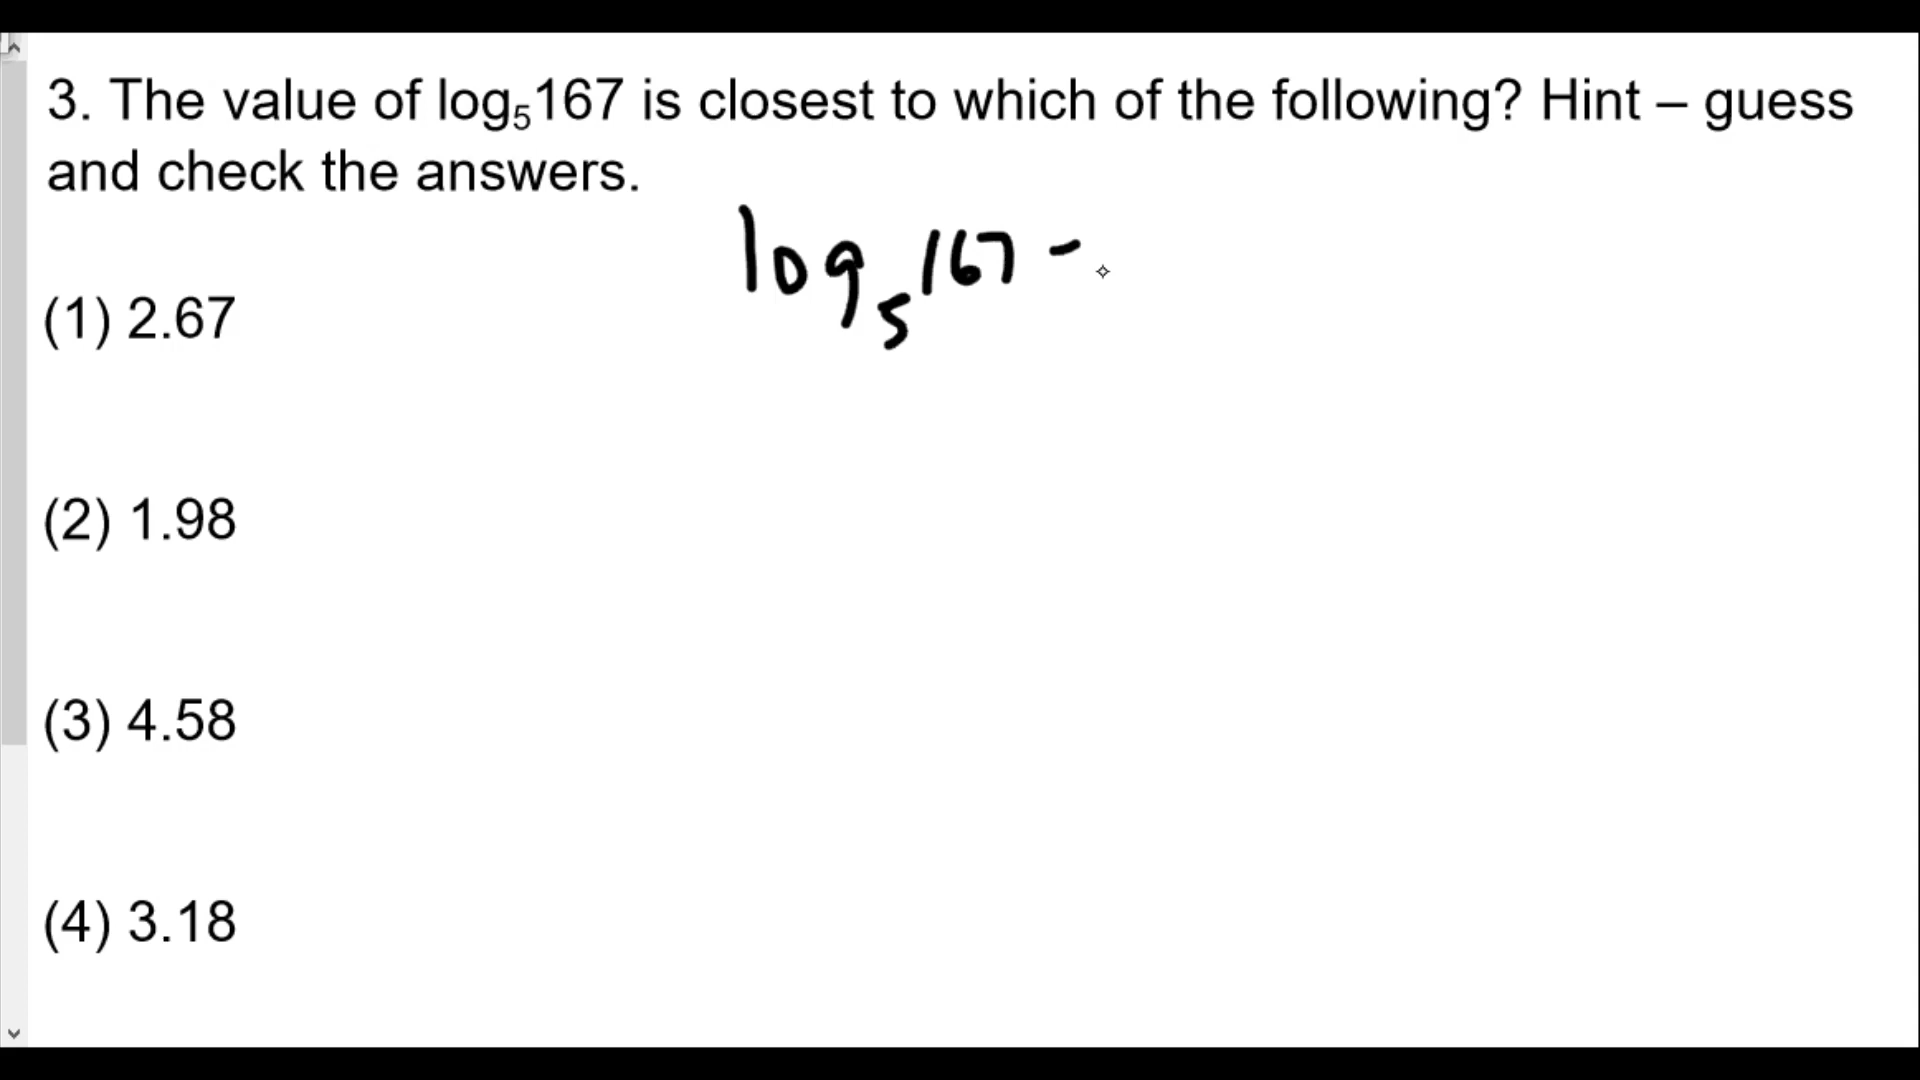 3. The value of log₅167 is closest to which of the following? Hint – guess
and check the answers.
log₅167 -
(1) 2.67
(2) 1.98
(3) 4.58
(4) 3.18